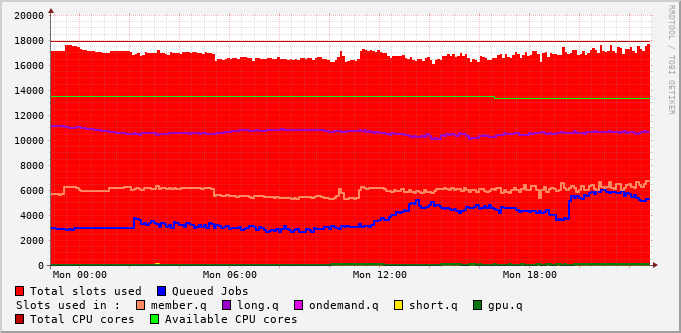 20000
18000
16000
14000
12000
10000
8000
6000
4000
2000
0
Mon 00:00 Mon 06:00 Mon 12:00 Mon 18:00
RRDTOOL / TOBI OETIKER
Total slots used Queued Jobs
Slots used in : member.q long.q ondemand.q short.q gpu.q
Total CPU cores Available CPU cores